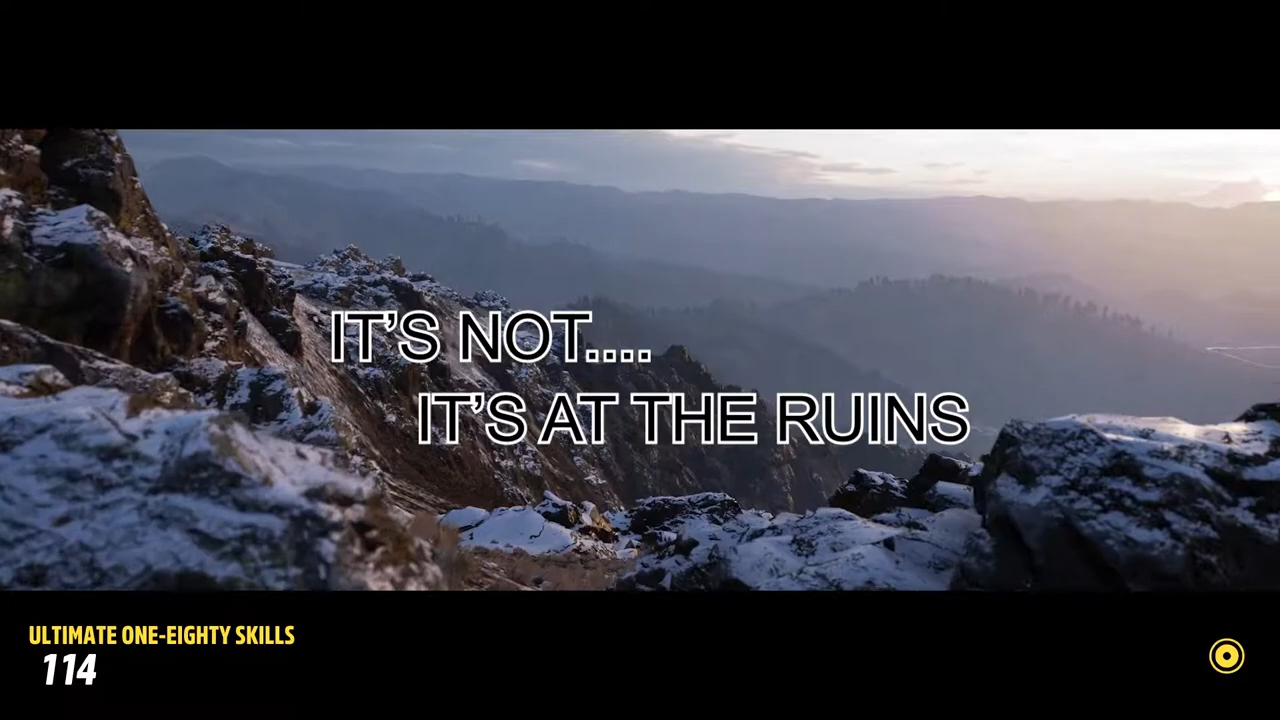 IT’S NOT....
IT’S AT THE RUINS
ULTIMATE ONE-EIGHTY SKILLS
114